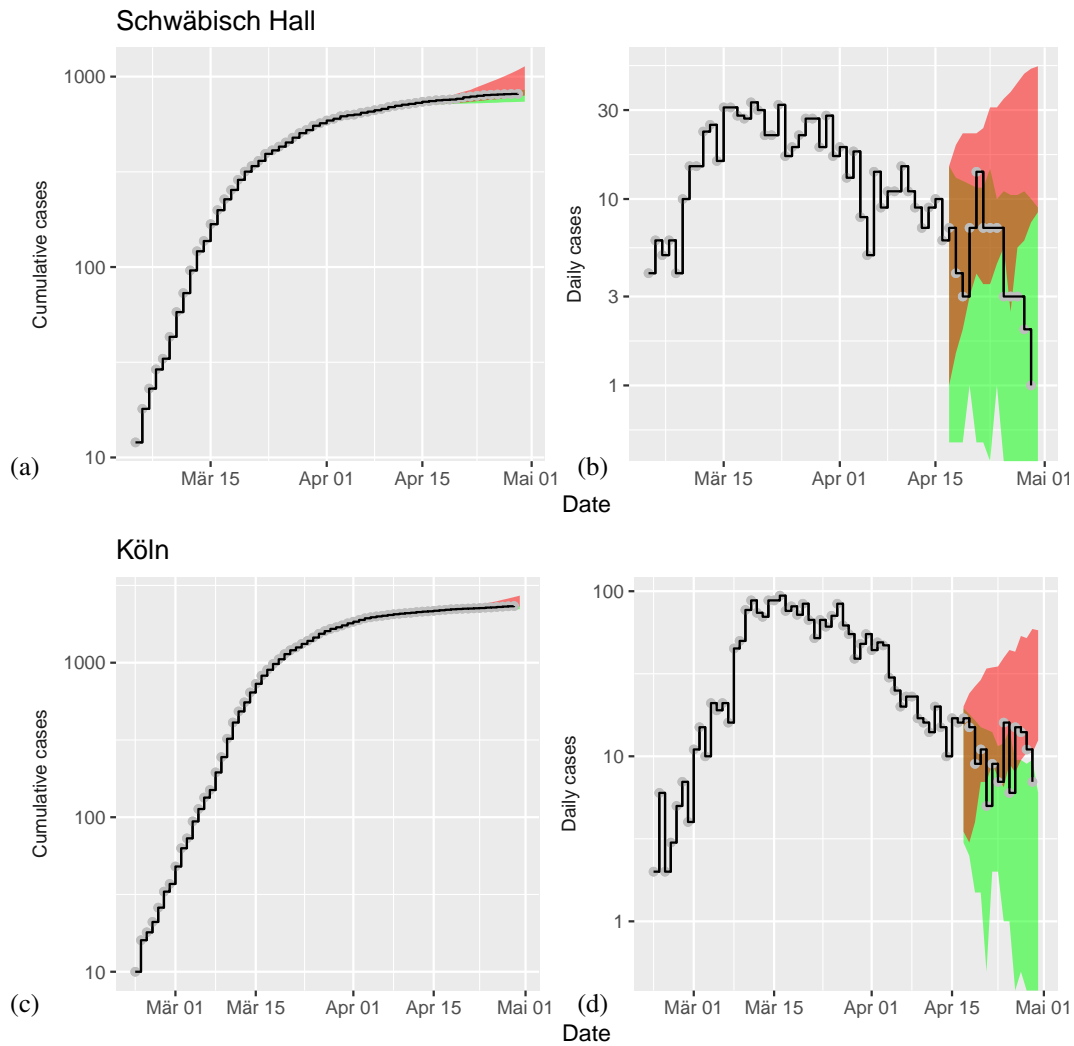 Schwäbisch Hall
Cumulative cases
1000
100
10
(a)
Mär 15
Apr 01
Apr 15
Mai 01
Daily cases
30
10
3
1
(b)
Mär 15
Apr 01
Apr 15
Mai 01
Date
Köln
Cumulative cases
1000
100
10
(c)
Mär 01
Mär 15
Apr 01
Apr 15
Mai 01
Daily cases
100
10
1
(d)
Mär 01
Mär 15
Apr 01
Apr 15
Mai 01
Date